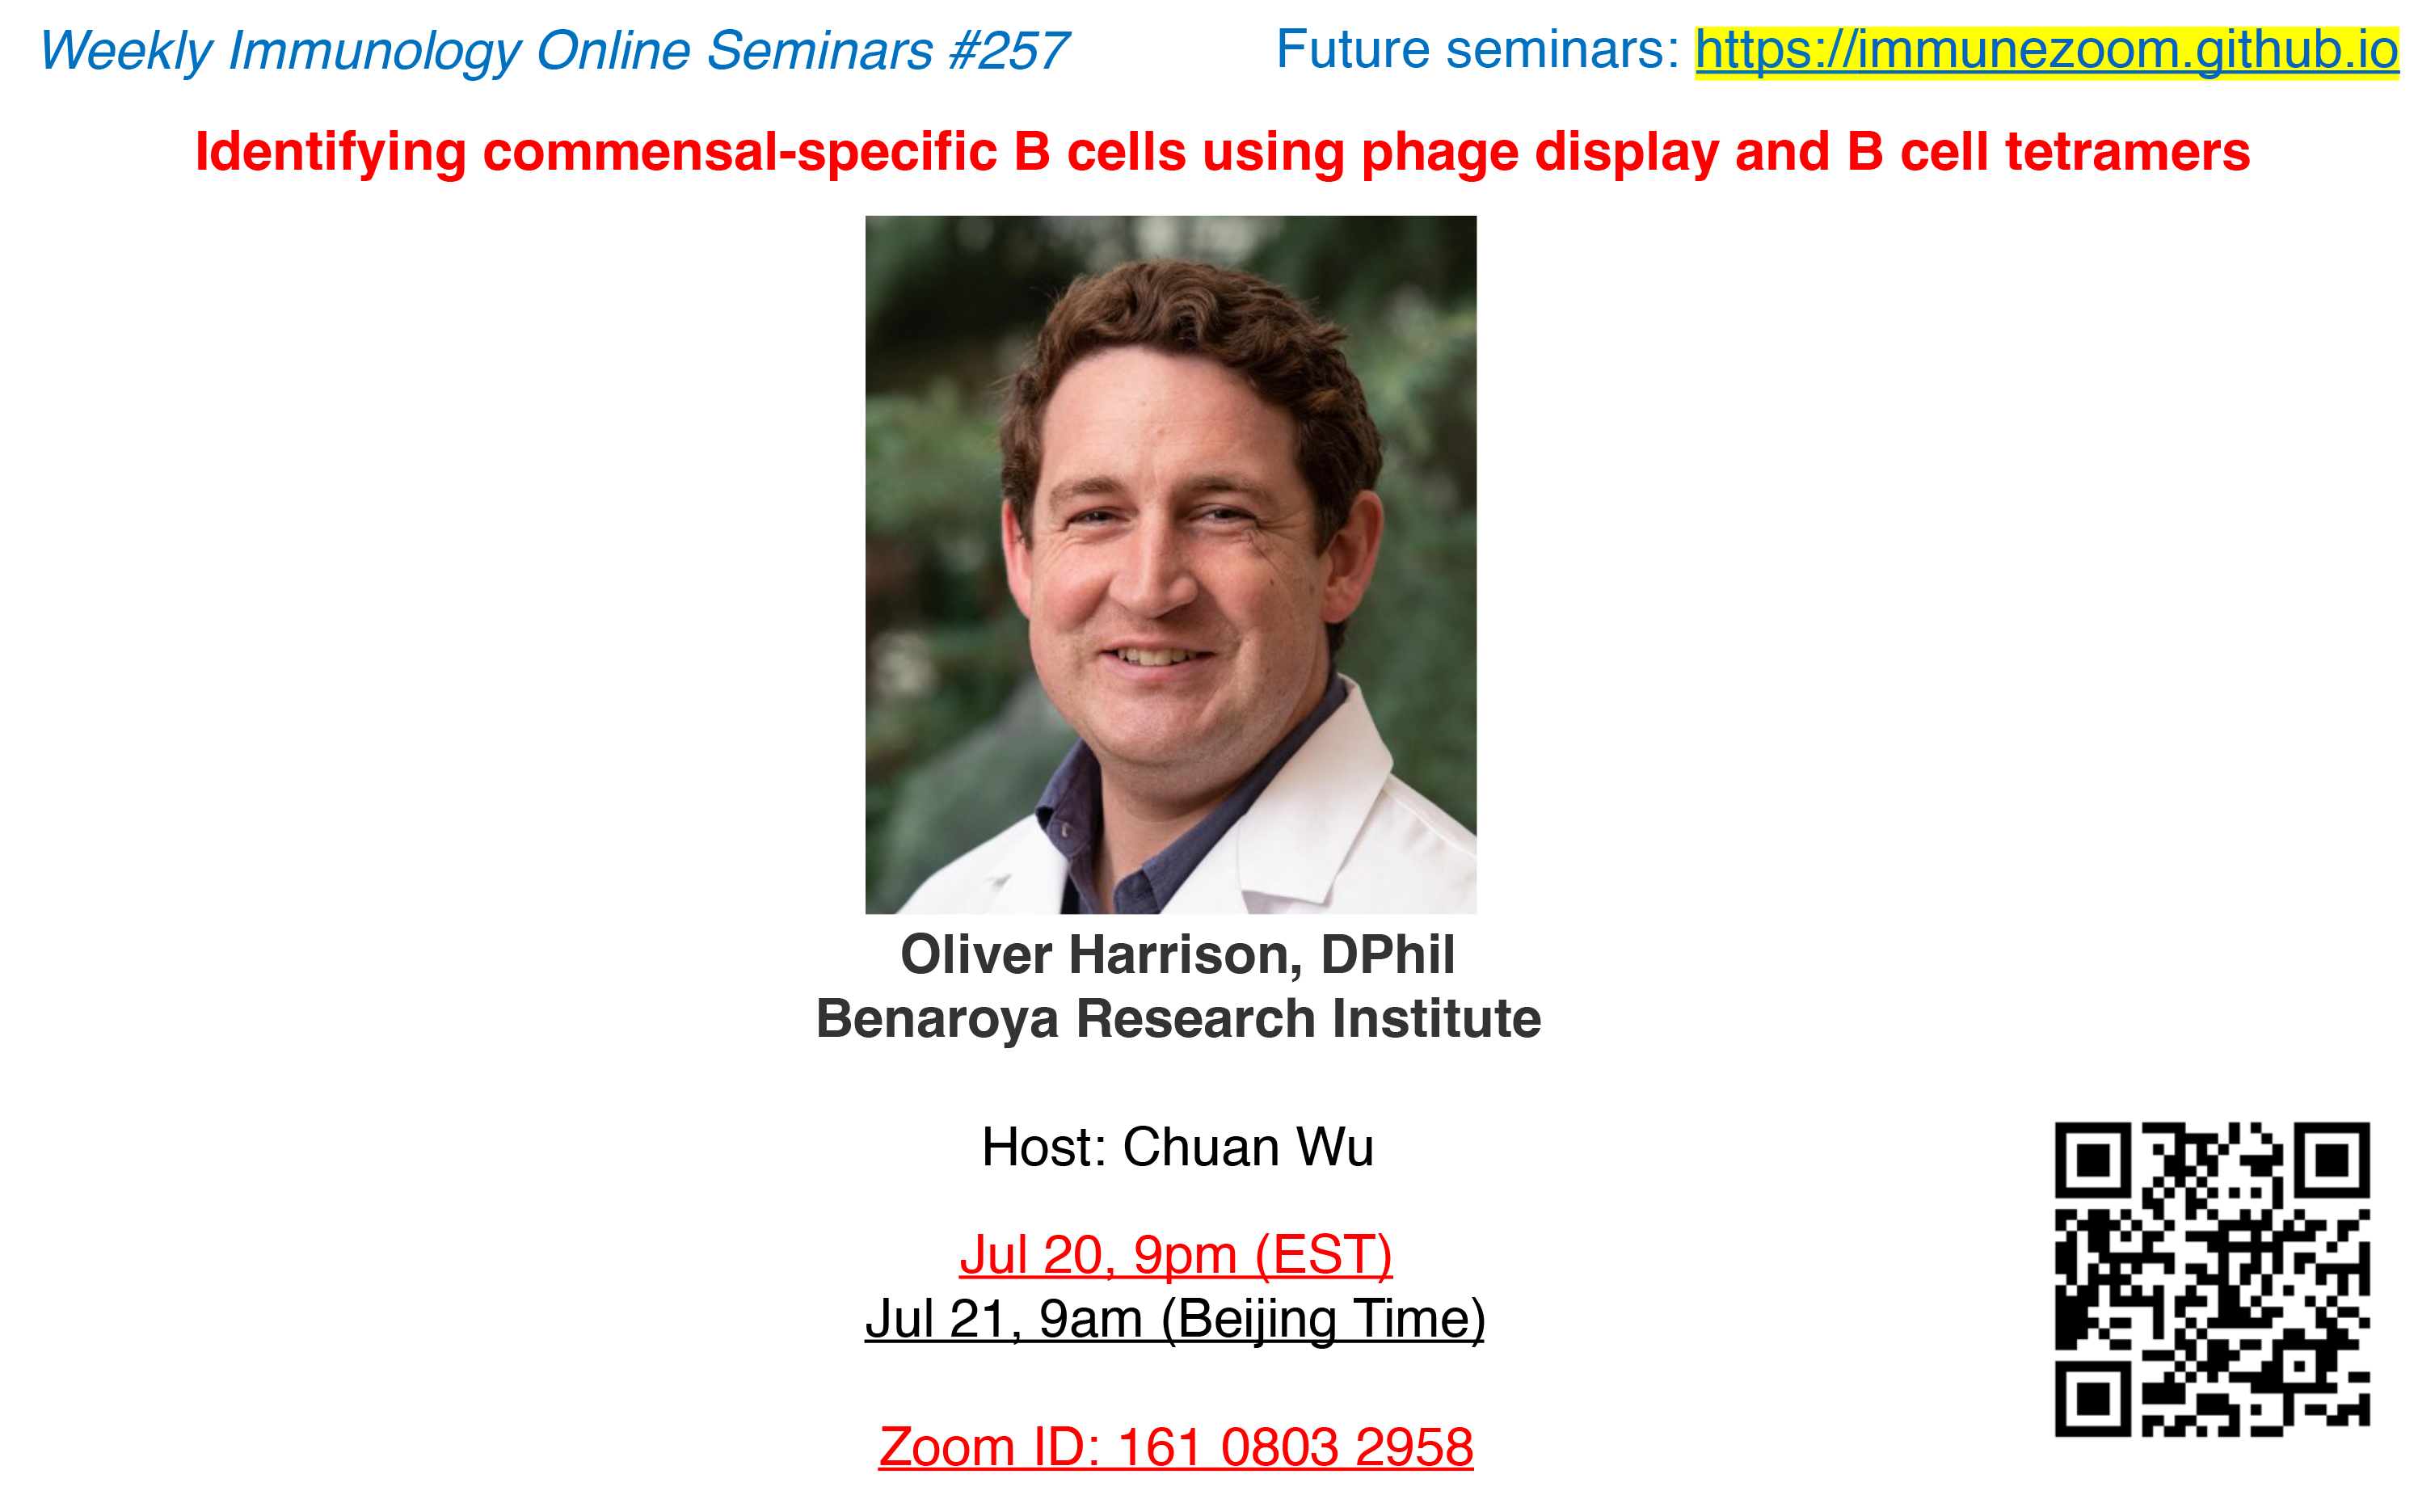 Weekly Immunology Online Seminars #257
Future seminars: https://immunezoom.github.io
Identifying commensal-specific B cells using phage display and B cell tetramers
Oliver Harrison, DPhil
Benaroya Research Institute
Host: Chuan Wu
Jul 20, 9pm (EST)
Jul 21, 9am (Beijing Time)
Zoom ID: 161 0803 2958